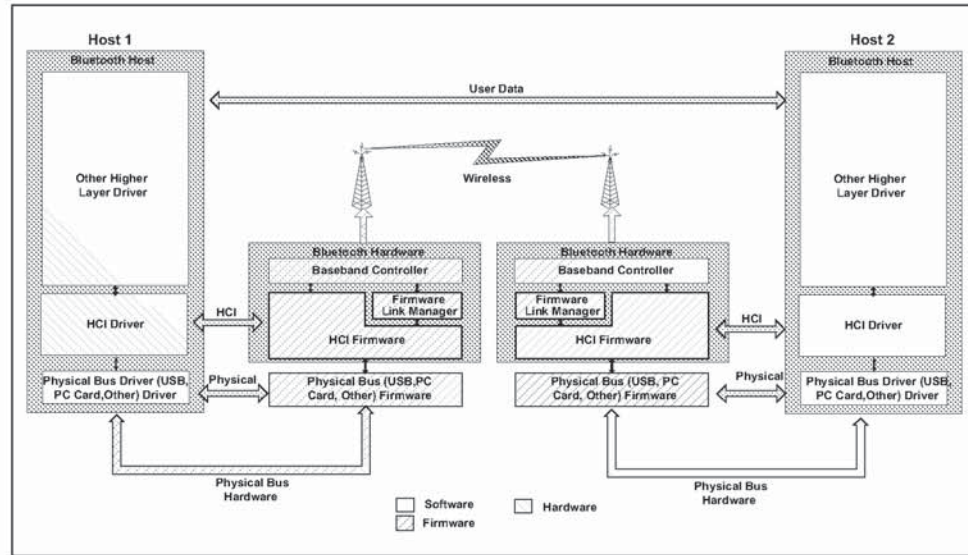 Host 1
Bluetooth Host
Other Higher
Layer Driver
HCI Driver
Physical Bus Driver (USB,
PC Card,Other) Driver
User Data
Wireless
Bluetooth Hardware
Baseband Controller
Firmware
Link Manager
HCI Firmware
HCI
Physical
Physical Bus (USB,PC
Card, Other) Firmware
Physical Bus
Hardware
Bluetooth Hardware
Baseband Controller
Firmware
Link Manager
HCI Firmware
HCI
Physical
Physical Bus (USB, PC
Card, Other) Firmware
Physical Bus
Hardware
Host 2
Bluetooth Host
Other Higher
Layer Driver
HCI Driver
Physical Bus Driver (USB,
PC Card,Other) Driver
Software
Hardware
Firmware